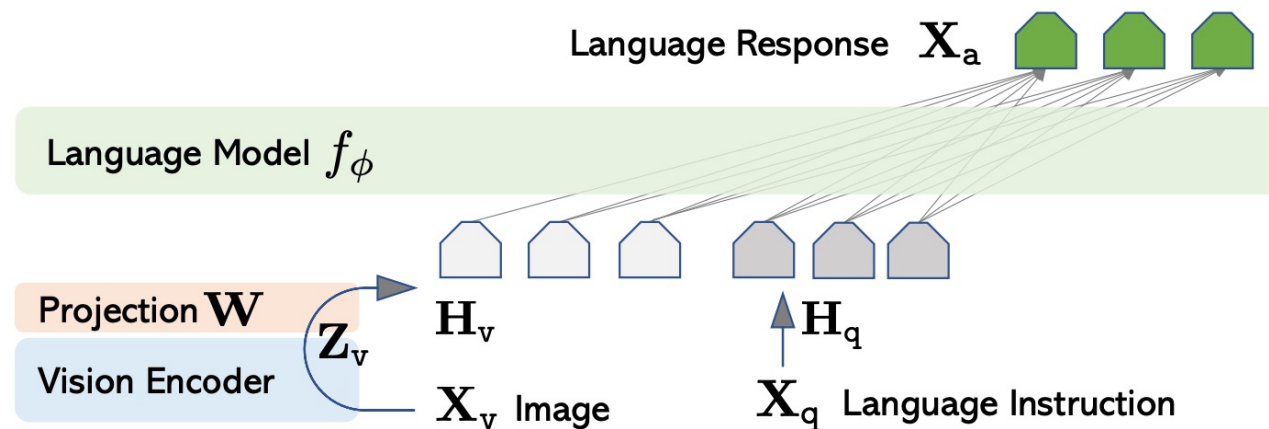 Language Response X_a
Language Model f_ϕ
Projection W
Z_v
Vision Encoder
H_v
H_q
X_v Image
X_q Language Instruction